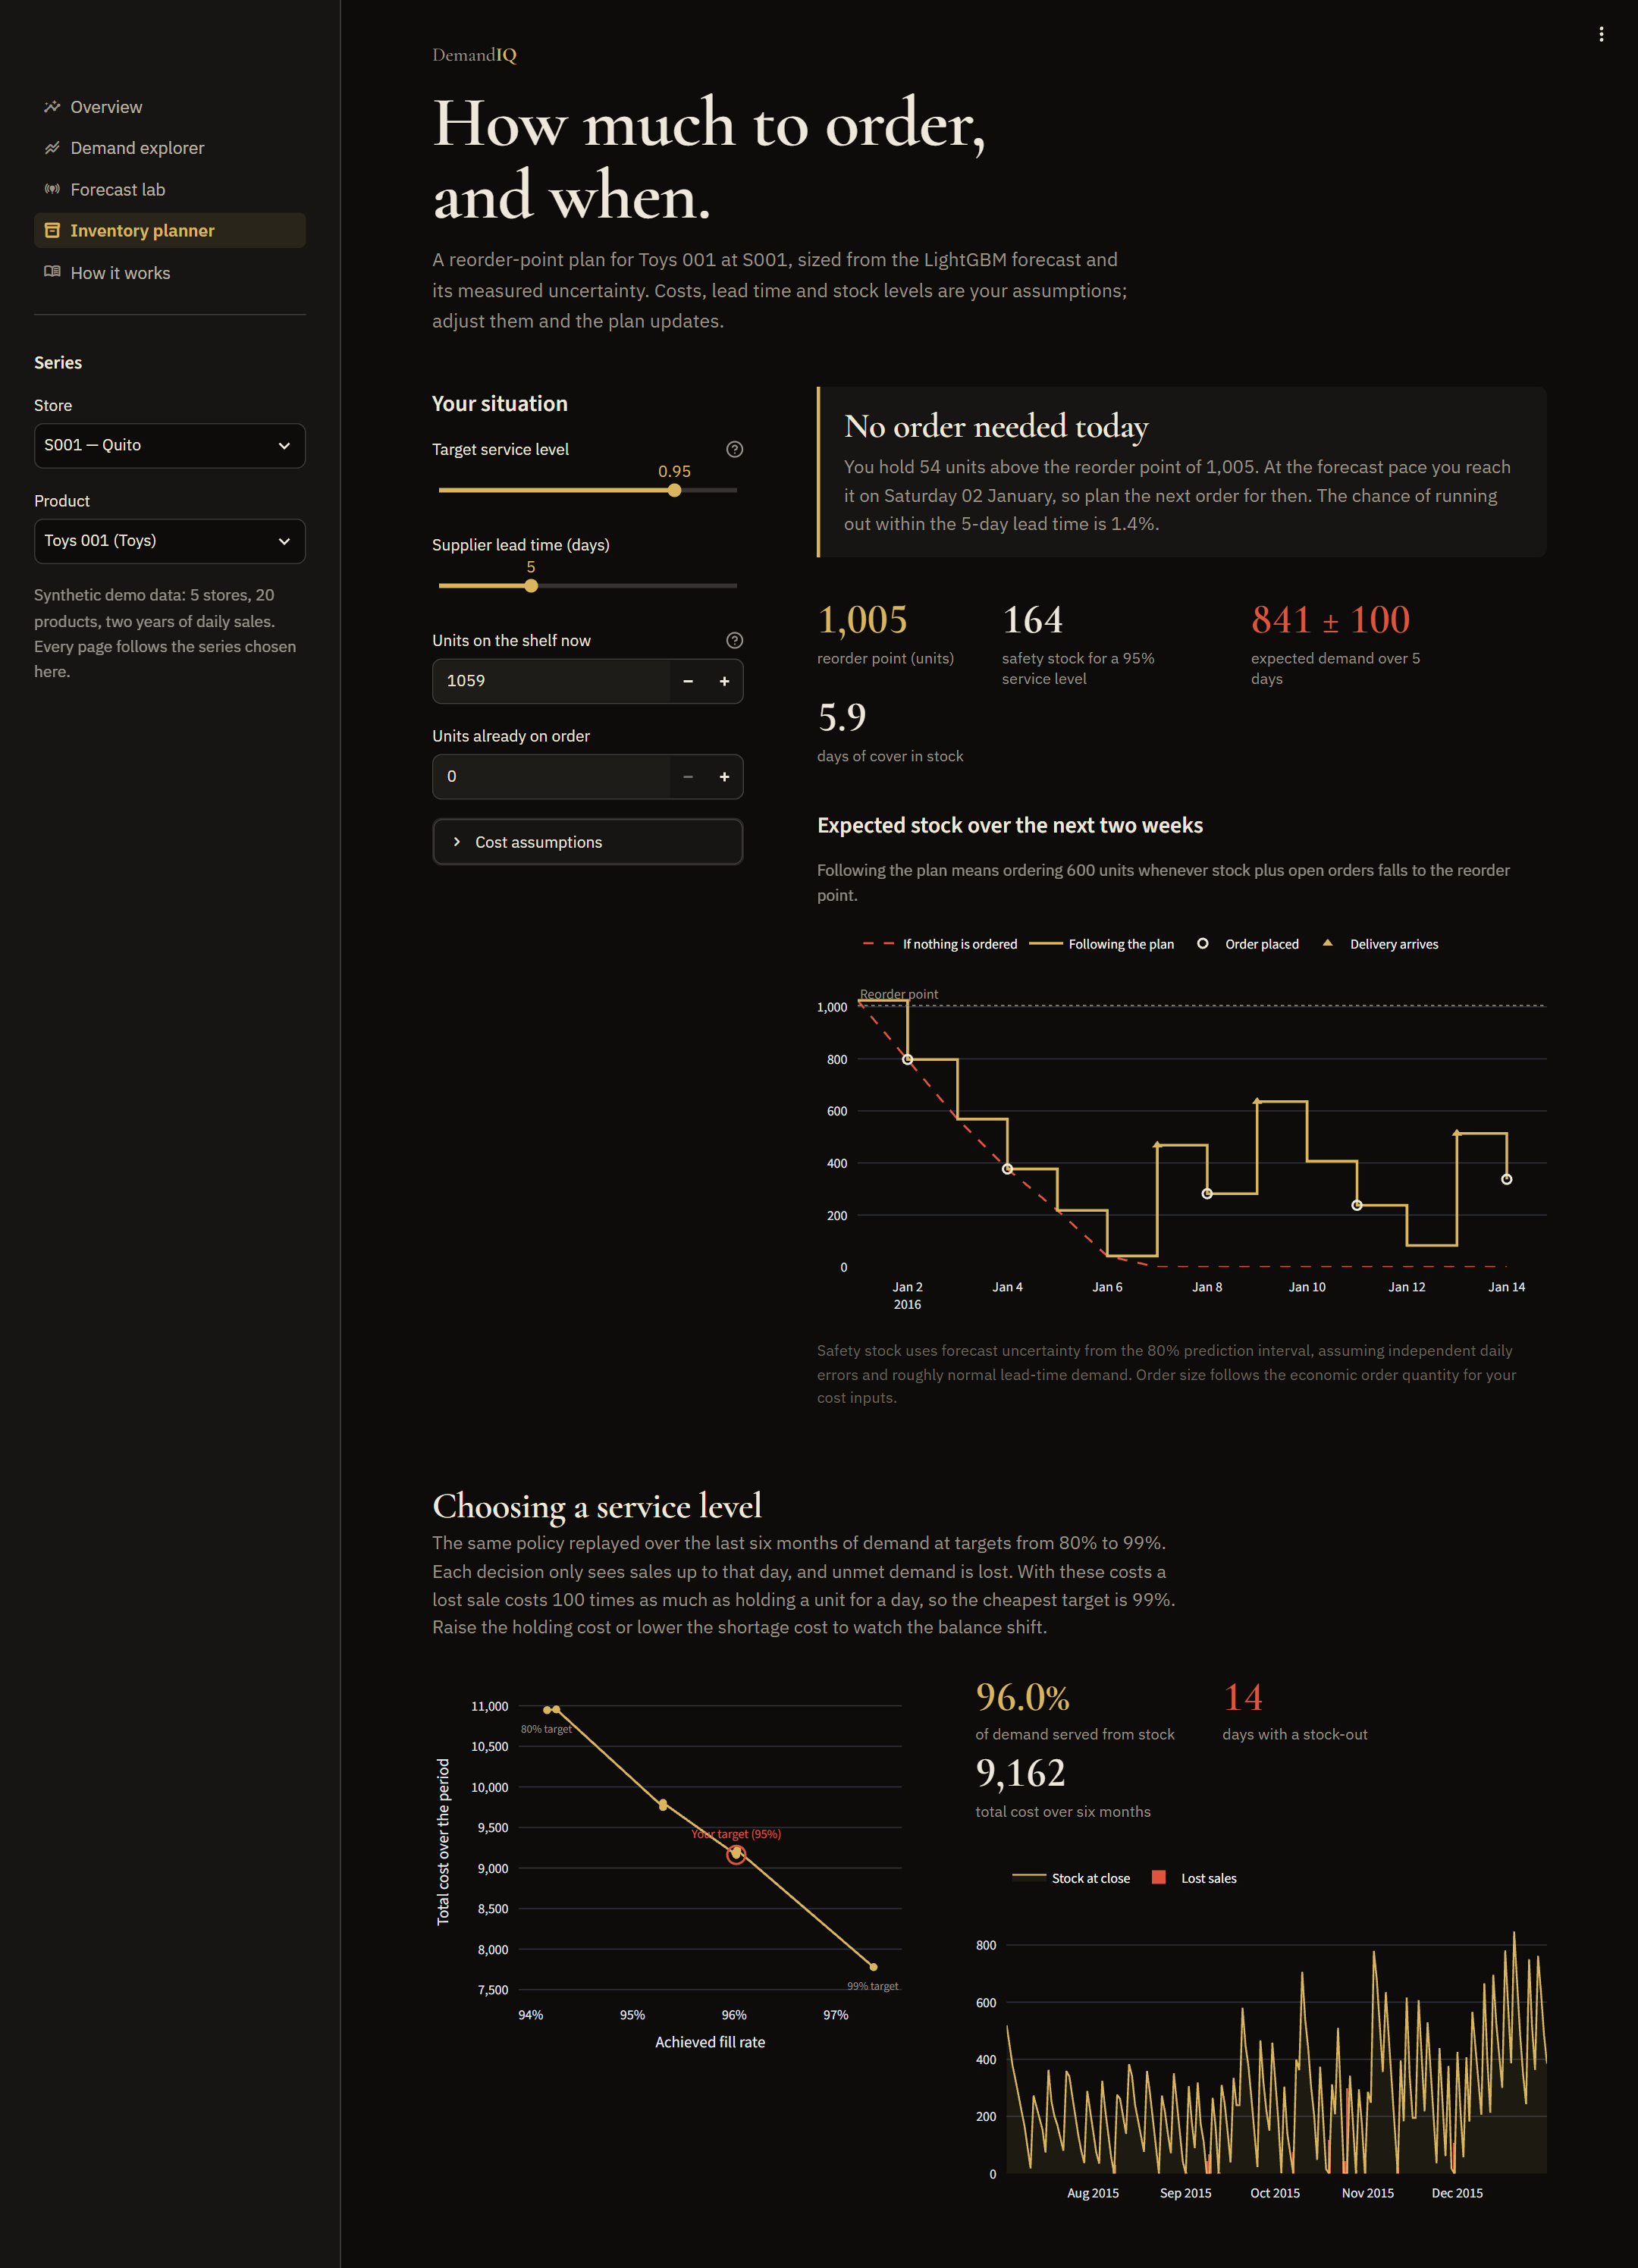 DemandIQ
Overview
Demand explorer
Forecast lab
Inventory planner
How it works
Series
Store
S001 — Quito
Product
Toys 001 (Toys)
Synthetic demo data: 5 stores, 20
products, two years of daily sales.
Every page follows the series chosen
here.
How much to order,
and when.
A reorder-point plan for Toys 001 at S001, sized from the LightGBM forecast and
its measured uncertainty. Costs, lead time and stock levels are your assumptions;
adjust them and the plan updates.
Your situation
Target service level
0.95
Supplier lead time (days)
5
Units on the shelf now
1059
Units already on order
0
Cost assumptions
No order needed today
You hold 54 units above the reorder point of 1,005. At the forecast pace you reach
it on Saturday 02 January, so plan the next order for then. The chance of running
out within the 5-day lead time is 1.4%.
1,005
reorder point (units)
164
safety stock for a 95%
service level
841 ± 100
expected demand over 5
days
5.9
days of cover in stock
Expected stock over the next two weeks
Following the plan means ordering 600 units whenever stock plus open orders falls to the reorder
point.
If nothing is ordered
Following the plan
Order placed
Delivery arrives
Reorder point
1,000
800
600
400
200
0
Jan 2
2016
Jan 4
Jan 6
Jan 8
Jan 10
Jan 12
Jan 14
Safety stock uses forecast uncertainty from the 80% prediction interval, assuming independent daily
errors and roughly normal lead-time demand. Order size follows the economic order quantity for your
cost inputs.
Choosing a service level
The same policy replayed over the last six months of demand at targets from 80% to 99%.
Each decision only sees sales up to that day, and unmet demand is lost. With these costs a
lost sale costs 100 times as much as holding a unit for a day, so the cheapest target is 99%.
Raise the holding cost or lower the shortage cost to watch the balance shift.
Total cost over the period
11,000
10,500
10,000
9,500
9,000
8,500
8,000
7,500
80% target
Your target (95%)
99% target
94%
95%
96%
97%
Achieved fill rate
96.0%
of demand served from stock
14
days with a stock-out
9,162
total cost over six months
Stock at close
Lost sales
800
600
400
200
0
Aug 2015
Sep 2015
Oct 2015
Nov 2015
Dec 2015